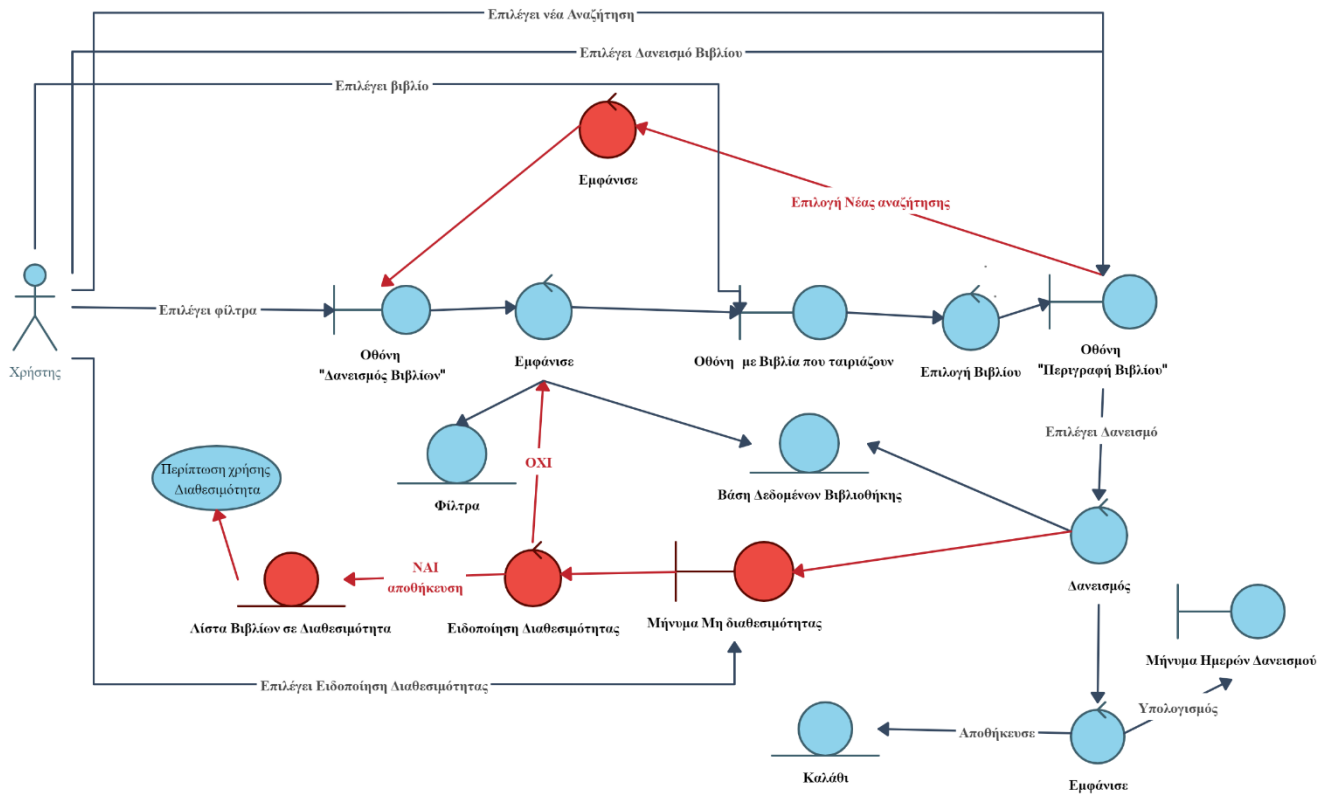 Επιλέγει νέα Αναζήτηση
Επιλέγει Δανεισμό Βιβλίου
Επιλέγει βιβλίο
Εμφάνισε
Επιλογή Νέας αναζήτησης
Επιλέγει φίλτρα
Χρήστης
Οθόνη
"Δανεισμός Βιβλίων"
Εμφάνισε
Οθόνη με Βιβλία που ταιριάζουν
Επιλογή Βιβλίου
Οθόνη
"Περιγραφή Βιβλίου"
Επιλέγει Δανεισμό
Περίπτωση χρήσης
Διαθεσιμότητα
ΟΧΙ
Φίλτρα
Βάση Δεδομένων Βιβλιοθήκης
ΝΑΙ
αποθήκευση
Λίστα Βιβλίων σε Διαθεσιμότητα
Ειδοποίηση Διαθεσιμότητας
Μήνυμα Μη διαθεσιμότητας
Δανεισμός
Μήνυμα Ημερών Δανεισμού
Επιλέγει Ειδοποίηση Διαθεσιμότητας
Υπολογισμός
Αποθήκευσε
Καλάθι
Εμφάνισε